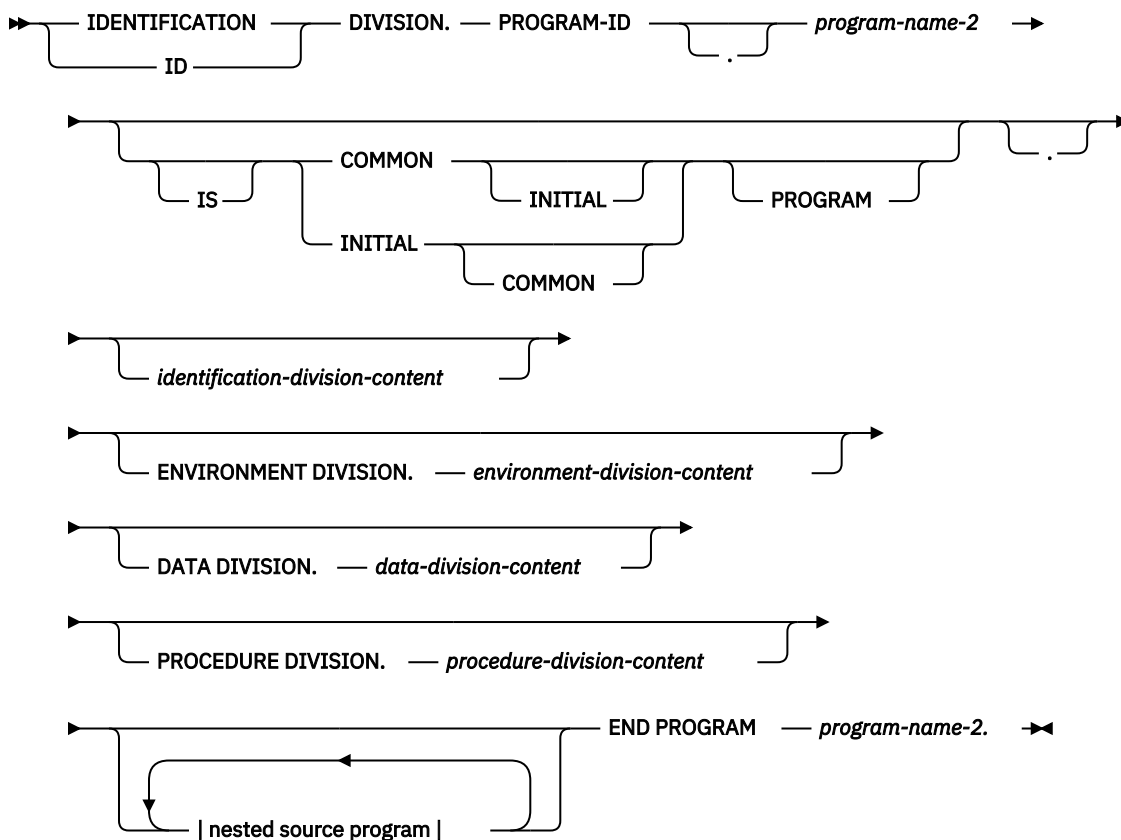 IDENTIFICATION DIVISION. PROGRAM-ID program-name-2
ID .
COMMON .
IS INITIAL PROGRAM
INITIAL
COMMON
identification-division-content
ENVIRONMENT DIVISION. environment-division-content
DATA DIVISION. data-division-content
PROCEDURE DIVISION. procedure-division-content
END PROGRAM program-name-2.
| nested source program |